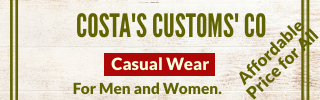 COSTA'S CUSTOMS' CO
Casual Wear
For Men and Women.
Affordable
Price for All